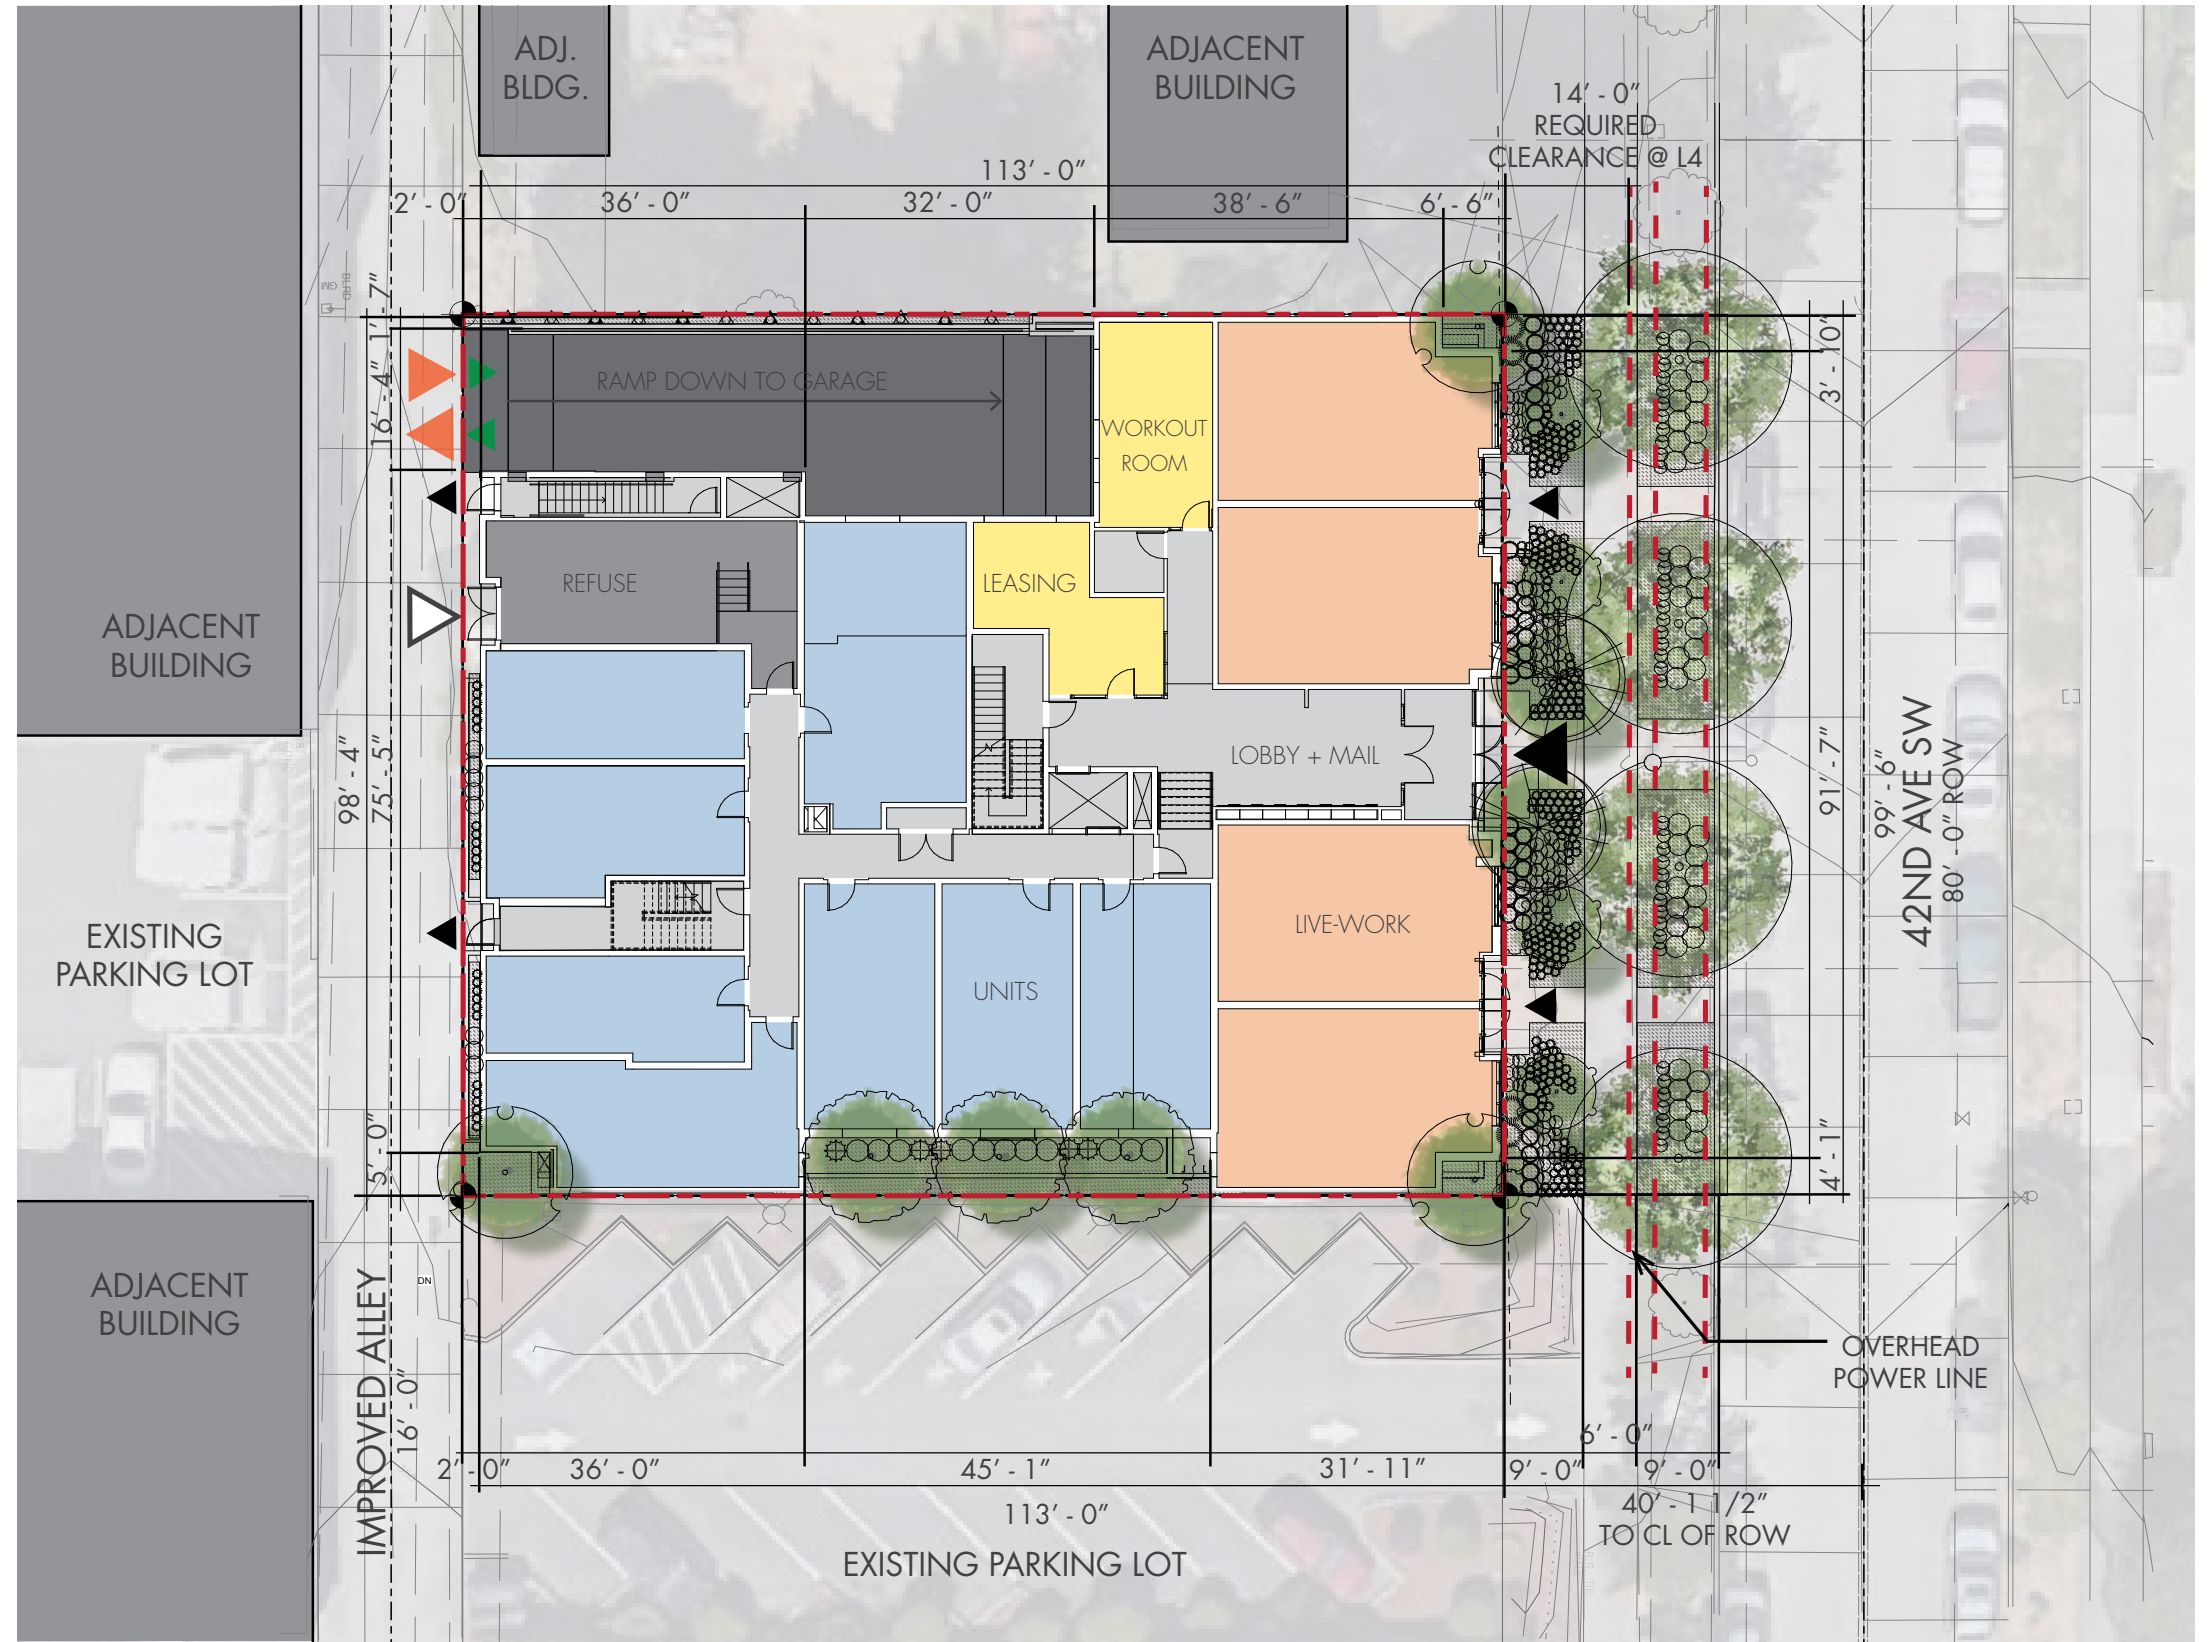 ADJ.
BLDG.
ADJACENT
BUILDING
14' - 0"
REQUIRED
CLEARANCE @ L4
113' - 0"
2' - 0"
36' - 0"
32' - 0"
38' - 6"
6' - 6"
BLRD
GM
1' - 7"
16' - 4"
RAMP DOWN TO GARAGE
WORKOUT
ROOM
3' - 10"
REFUSE
LEASING
ADJACENT
BUILDING
98' - 4"
75' - 5"
LOBBY + MAIL
91' - 7"
99' - 6"
42ND AVE SW
80' - 0" ROW
EXISTING
PARKING LOT
LIVE-WORK
UNITS
5' - 0"
4' - 1"
ADJACENT
BUILDING
DN
IMPROVED ALLEY
16' - 0"
OVERHEAD
POWER LINE
6' - 0"
2' - 0"
36' - 0"
45' - 1"
31' - 11"
9' - 0"
9' - 0"
113' - 0"
40' - 1 1/2"
TO CL OF ROW
EXISTING PARKING LOT